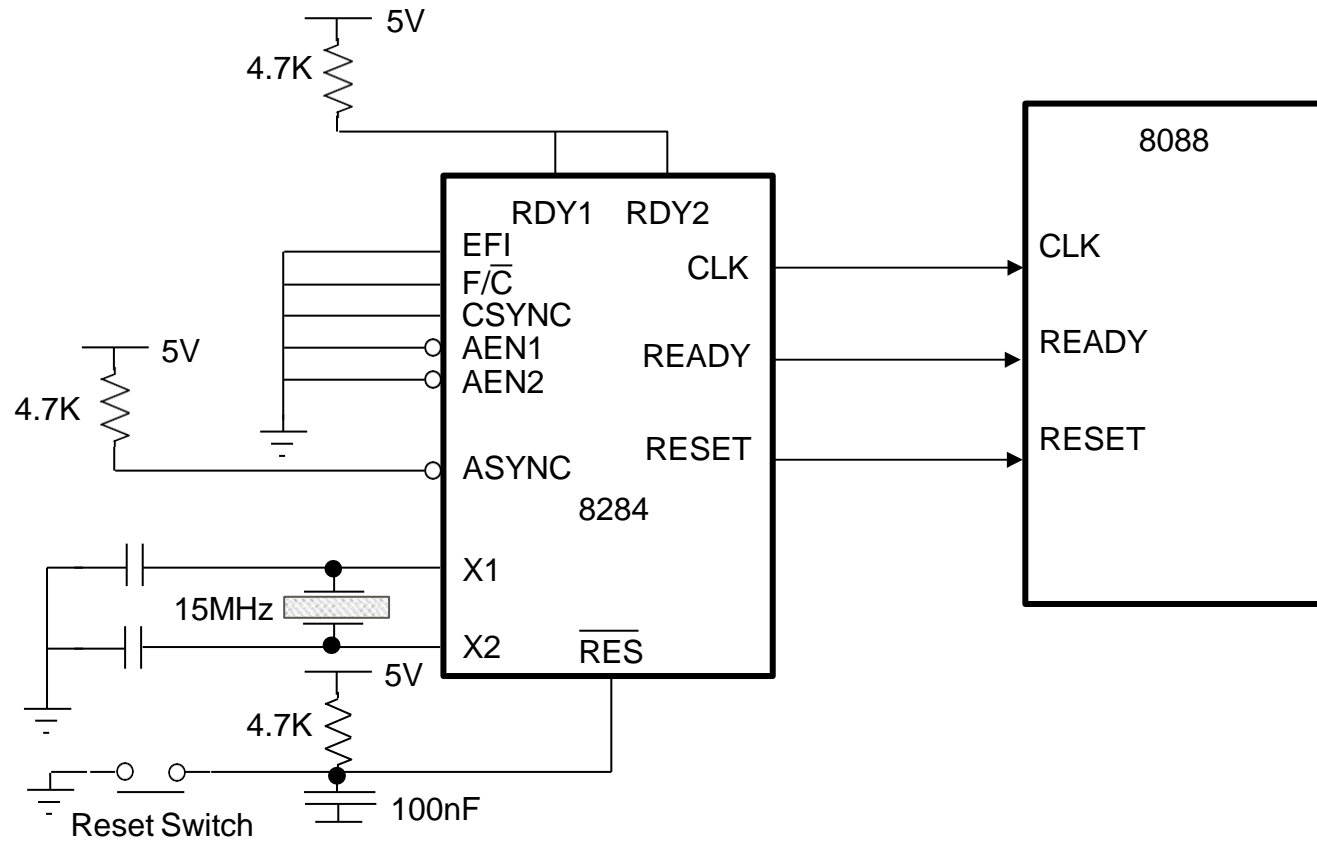 5V
4.7K
8088
RDY1 RDY2
EFI
F/C̅
CSYNC
AEN1
AEN2
CLK
CLK
READY
READY
5V
4.7K
RESET
RESET
ASYNC
8284
X1
15MHz
X2
R̅E̅S̅
5V
4.7K
100nF
Reset Switch